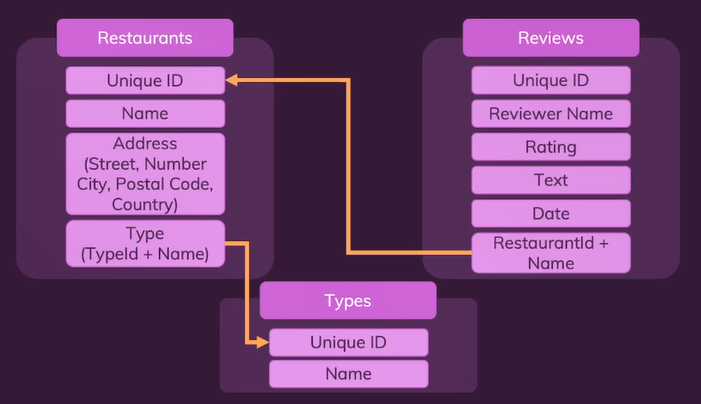 Restaurants
Unique ID
Name
Address
(Street, Number
City, Postal Code,
Country)
Type
(TypeId + Name)
Reviews
Unique ID
Reviewer Name
Rating
Text
Date
RestaurantId +
Name
Types
Unique ID
Name